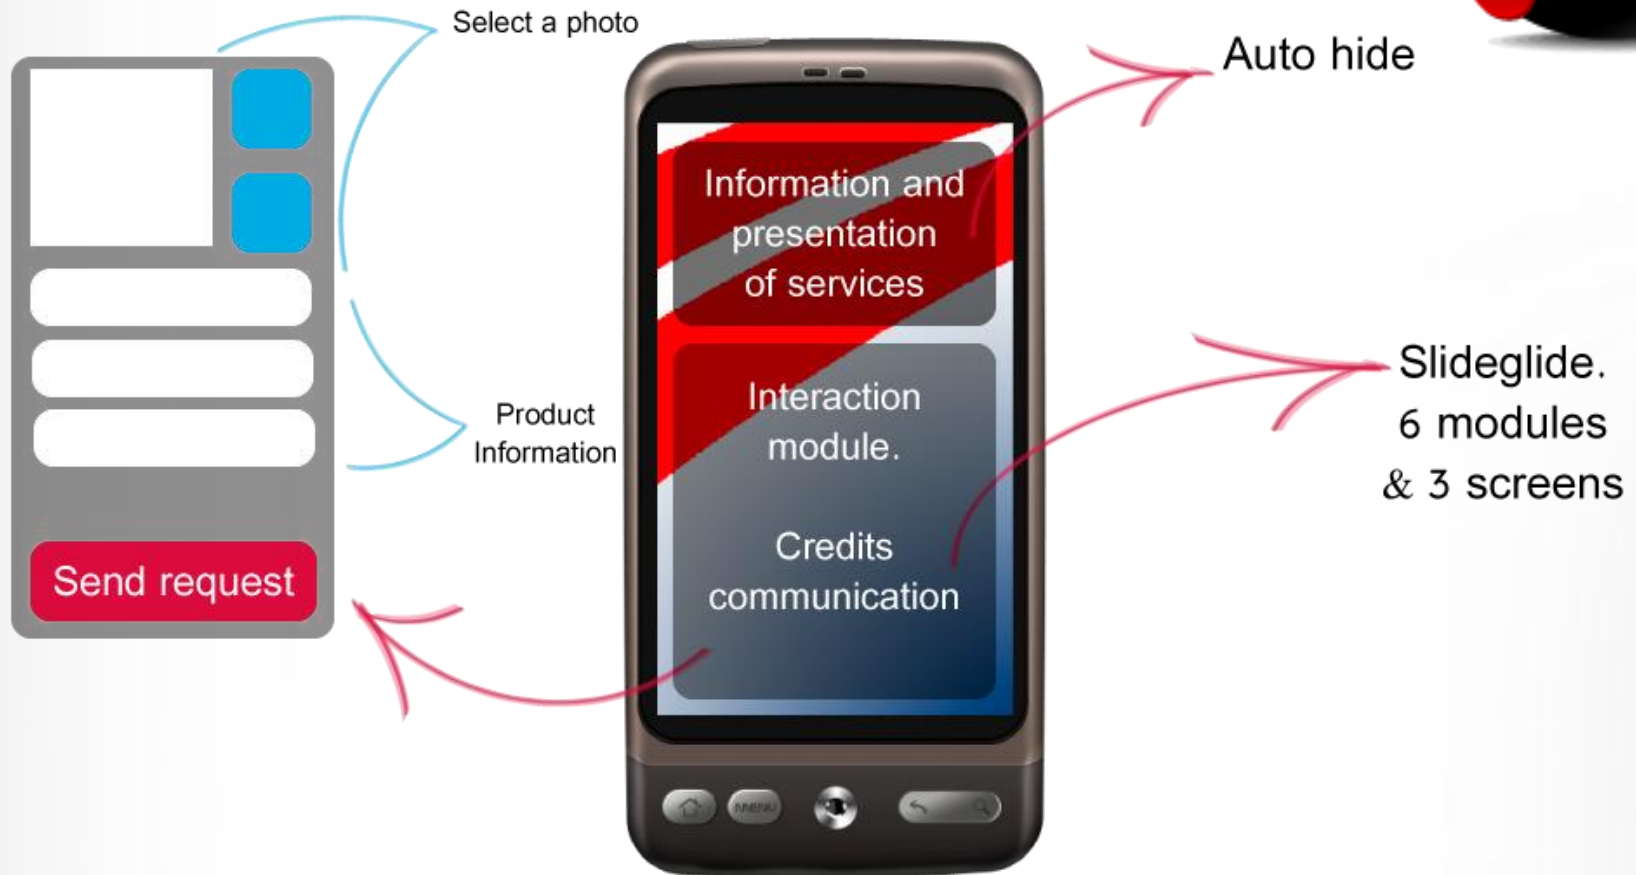 Select a photo
Auto hide
Information and
presentation
of services
Slideglide.
6 modules
& 3 screens
Interaction
module.
Product
Information
Credits
communication
Send request
MENU